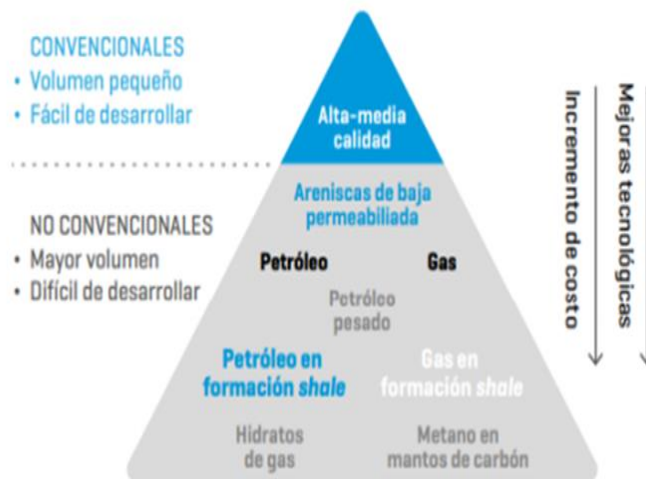 CONVENCIONALES
• Volumen pequeño
• Fácil de desarrollar
Alta-media
calidad
Areniscas de baja
permeabiliada
NO CONVENCIONALES
• Mayor volumen
• Difícil de desarrollar
Petróleo
Gas
Petróleo
pesado
Petróleo en
formación shale
Gas en
formación shale
Hidratos
de gas
Metano en
mantos de carbón
Incremento de costo
Mejoras tecnológicas